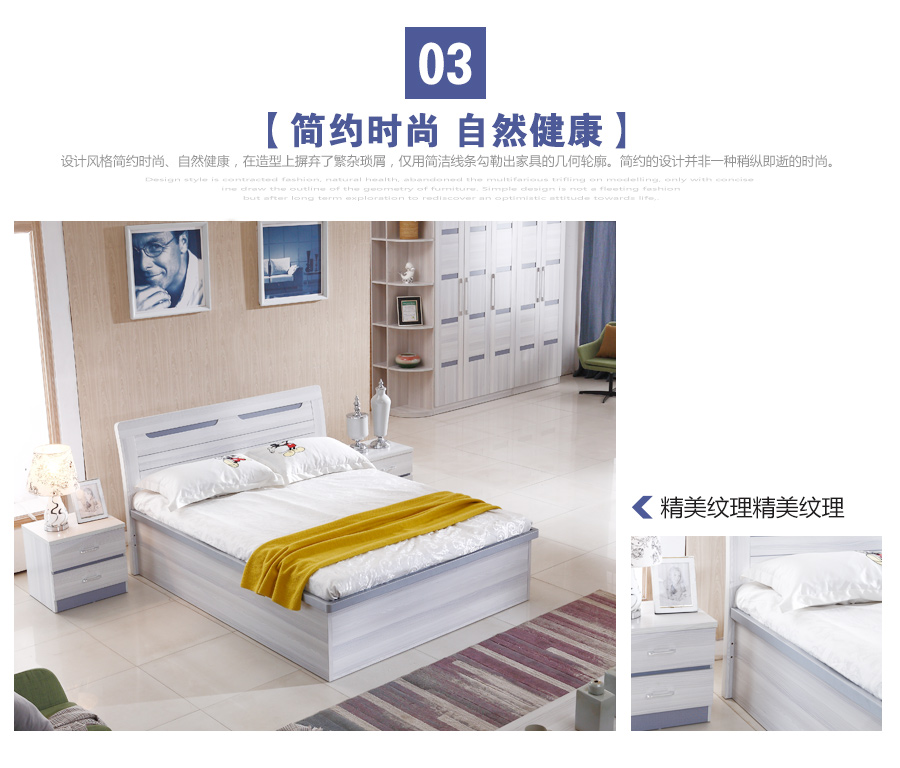 03
【简约时尚 自然健康】
设计风格简约时尚、自然健康，在造型上摒弃了繁杂琐屑，仅用简洁线条勾勒出家具的几何轮廓。简约的设计并非一种稍纵即逝的时尚。
Design style is contracted fashion, natural health, abandoned the multifarious trifling on modelling, only with concise
ine draw the outline of the geometry of furniture. Simple design is not a fleeting fashion
but after long term exploration to rediscover an optimistic attitude towards life,.
精美纹理精美纹理